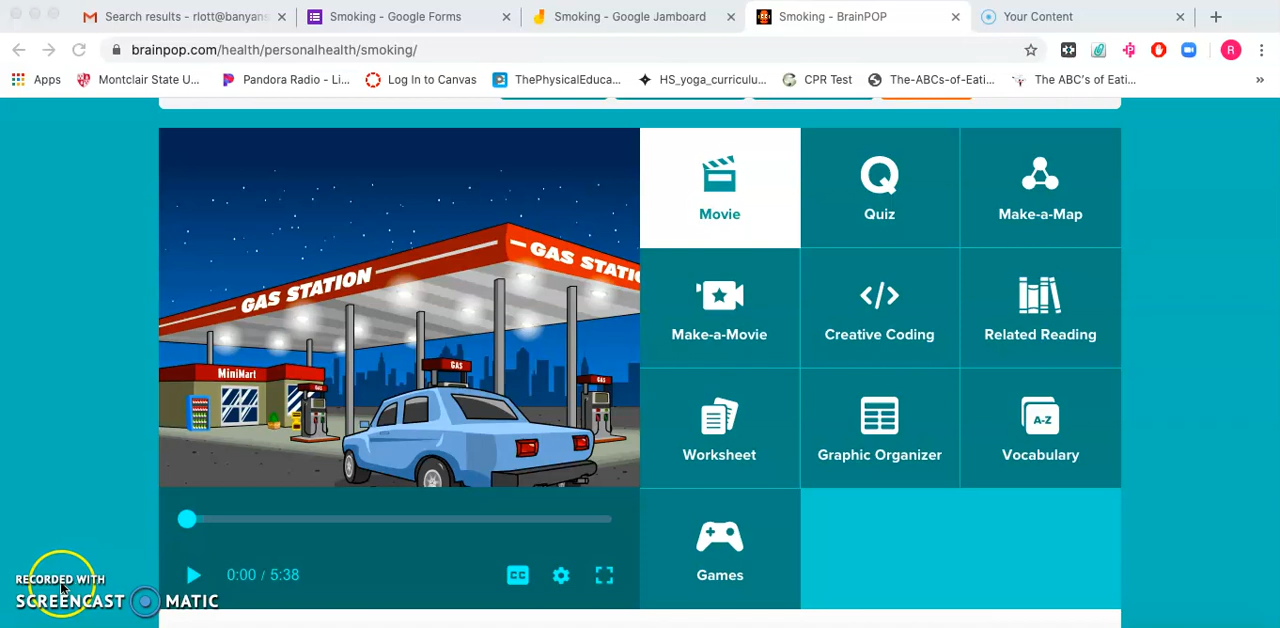 Search results - rlott@banyans
Smoking - Google Forms
Smoking - Google Jamboard
Smoking - BrainPOP
Your Content
brainpop.com/health/personalhealth/smoking/
R
Apps
Montclair State U...
Pandora Radio - Li...
Log In to Canvas
ThePhysicalEduca...
HS_yoga_curriculu...
CPR Test
The-ABCs-of-Eati...
The ABC's of Eati...
»
GAS STATION
GAS STATI
MiniMart
GAS
GAS
GAS
Movie
Quiz
Make-a-Map
Make-a-Movie
Creative Coding
Related Reading
Worksheet
Graphic Organizer
A-Z
Vocabulary
Games
0:00 / 5:38
CC
RECORDED WITH
SCREENCAST MATIC